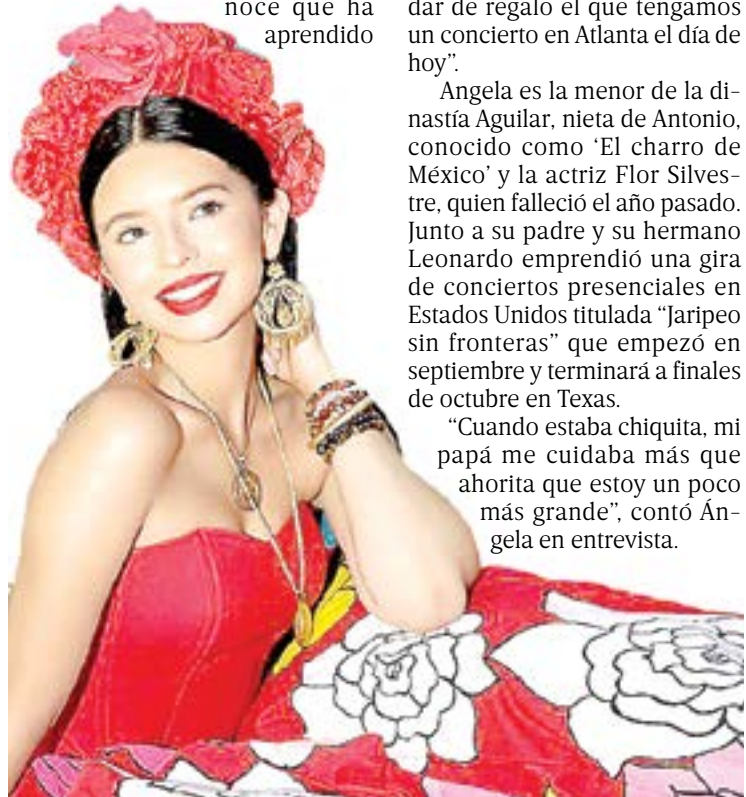 noce que ha
aprendido
dar de regalo el que tengamos
un concierto en Atlanta el día de
hoy”.
Angela es la menor de la di-
nastía Aguilar, nieta de Antonio,
conocido como ‘El charro de
México’ y la actriz Flor Silves-
tre, quien falleció el año pasado.
Junto a su padre y su hermano
Leonardo emprendió una gira
de conciertos presenciales en
Estados Unidos titulada “Jaripeo
sin fronteras” que empezó en
septiembre y terminará a finales
de octubre en Texas.
“Cuando estaba chiquita, mi
papá me cuidaba más que
ahorita que estoy un poco
más grande”, contó Án-
gela en entrevista.